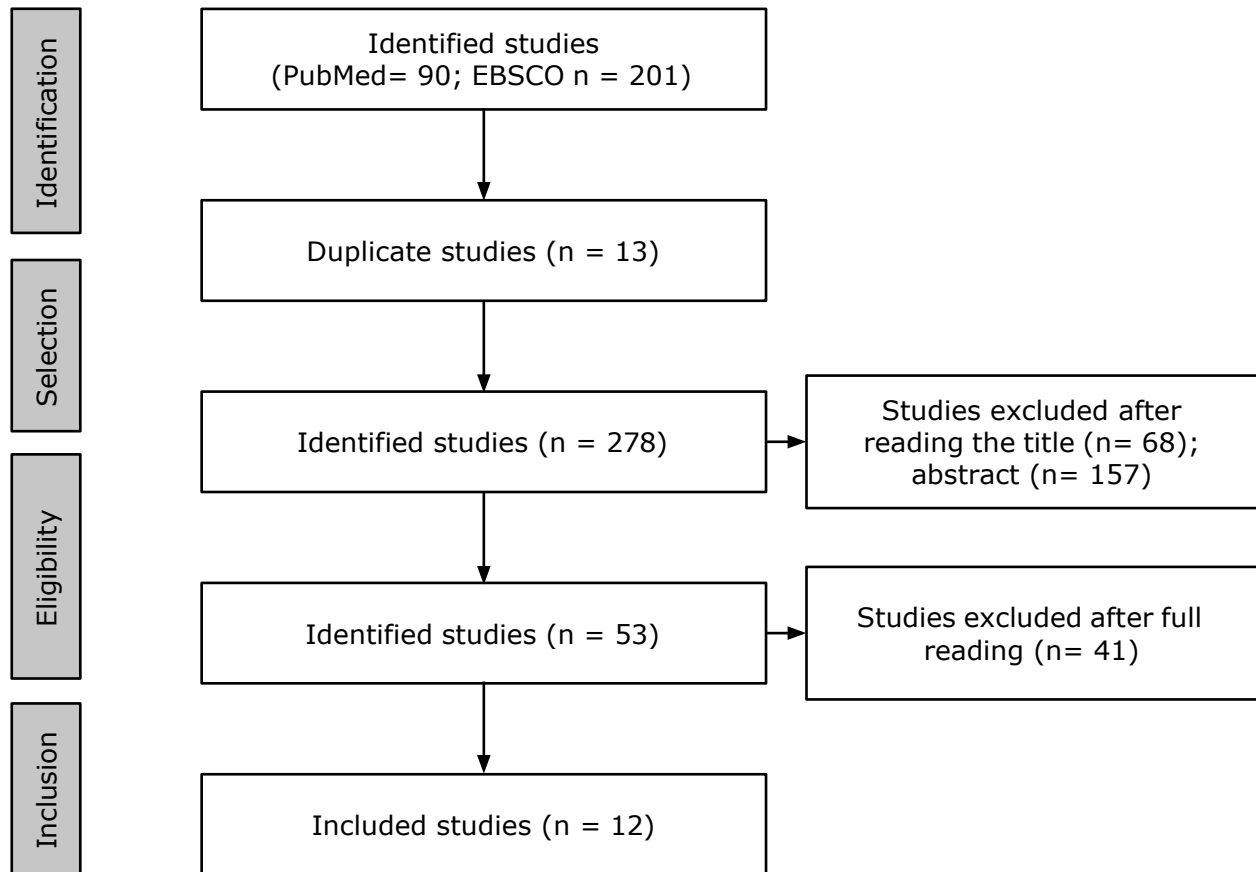 Identification
Identified studies
(PubMed= 90; EBSCO n = 201)
Duplicate studies (n = 13)
Selection
Identified studies (n = 278)
Studies excluded after
reading the title (n= 68);
abstract (n= 157)
Eligibility
Identified studies (n = 53)
Studies excluded after full
reading (n= 41)
Inclusion
Included studies (n = 12)